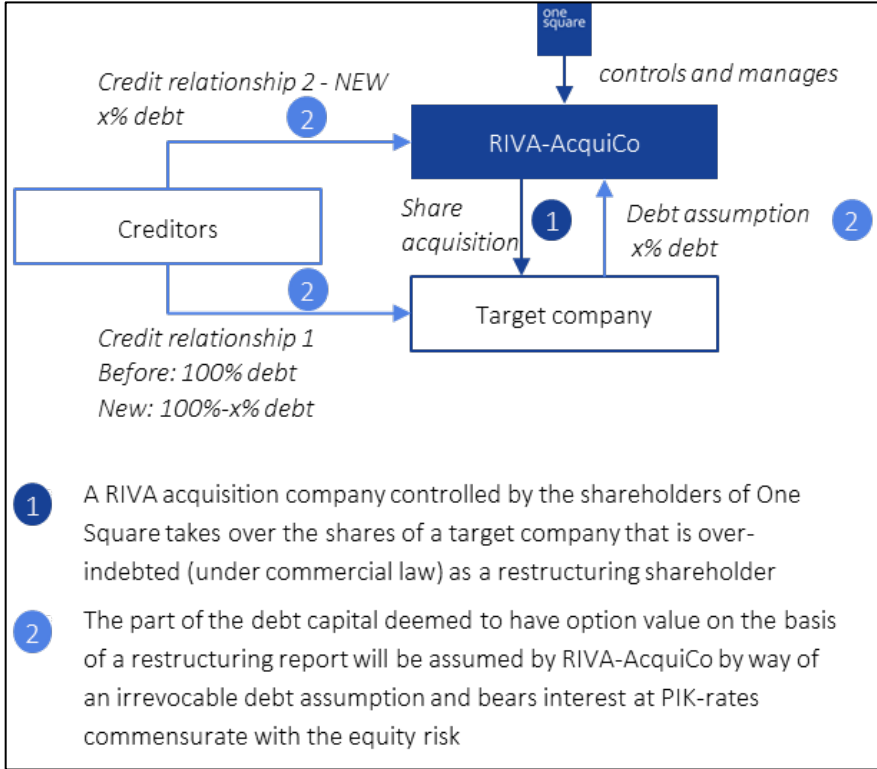 one
square
controls and manages
Credit relationship 2 - NEW
x% debt
2
RIVA-AcquiCo
Creditors
Share
acquisition
1
Debt assumption
x% debt
2
2
Target company
Credit relationship 1
Before: 100% debt
New: 100%-x% debt
1 A RIVA acquisition company controlled by the shareholders of One
Square takes over the shares of a target company that is over-
indebted (under commercial law) as a restructuring shareholder
2 The part of the debt capital deemed to have option value on the basis
of a restructuring report will be assumed by RIVA-AcquiCo by way of
an irrevocable debt assumption and bears interest at PIK-rates
commensurate with the equity risk